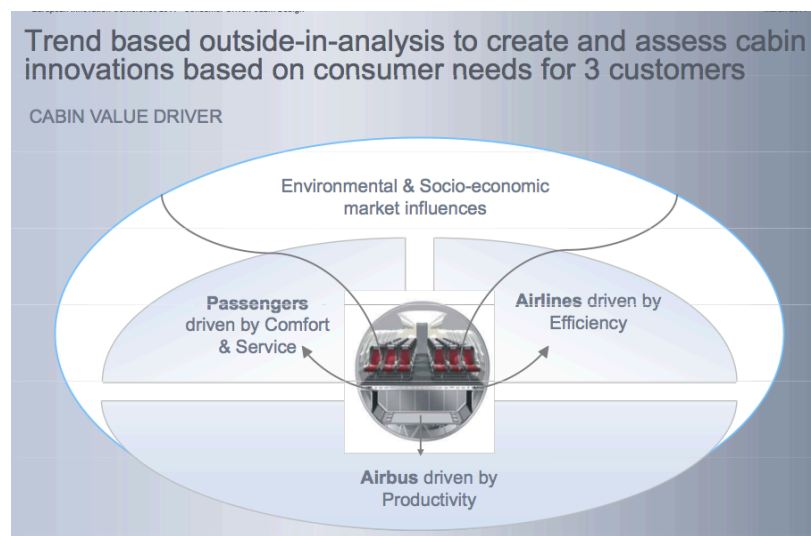 Trend based outside-in-analysis to create and assess cabin
innovations based on consumer needs for 3 customers
CABIN VALUE DRIVER
Environmental & Socio-economic
market influences
Passengers
driven by Comfort
& Service
Airlines driven by
Efficiency
Airbus driven by
Productivity